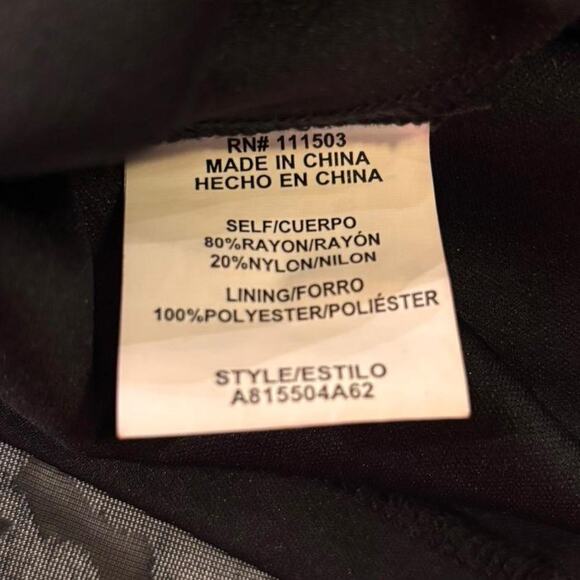 RN# 111503
MADE IN CHINA
HECHO EN CHINA
SELF/CUERPO
80%RAYON/RAYÓN
20%NYLON/NILON
LINING/FORRO
100%POLYESTER/POLIÉSTER
STYLE/ESTILO
A815504A62